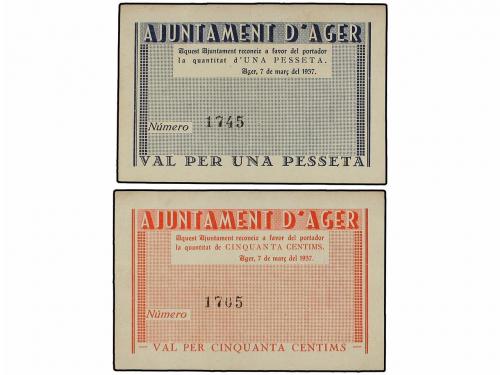 AJUNTAMENT D'AGER
Aquest Ajuntament reconeix a favor del portador
la quantitat d'UNA PESSETA.
Ager, 7 de març del 1937.
Número 1745
VAL PER UNA PESSETA
AJUNTAMENT D'AGER
Aquest Ajuntament reconeix a favor del portador
la quantitat de CINQUANTA CENTIMS.
Ager, 7 de març del 1937.
Número 1705
- VAL PER CINQUANTA CENTIMS -